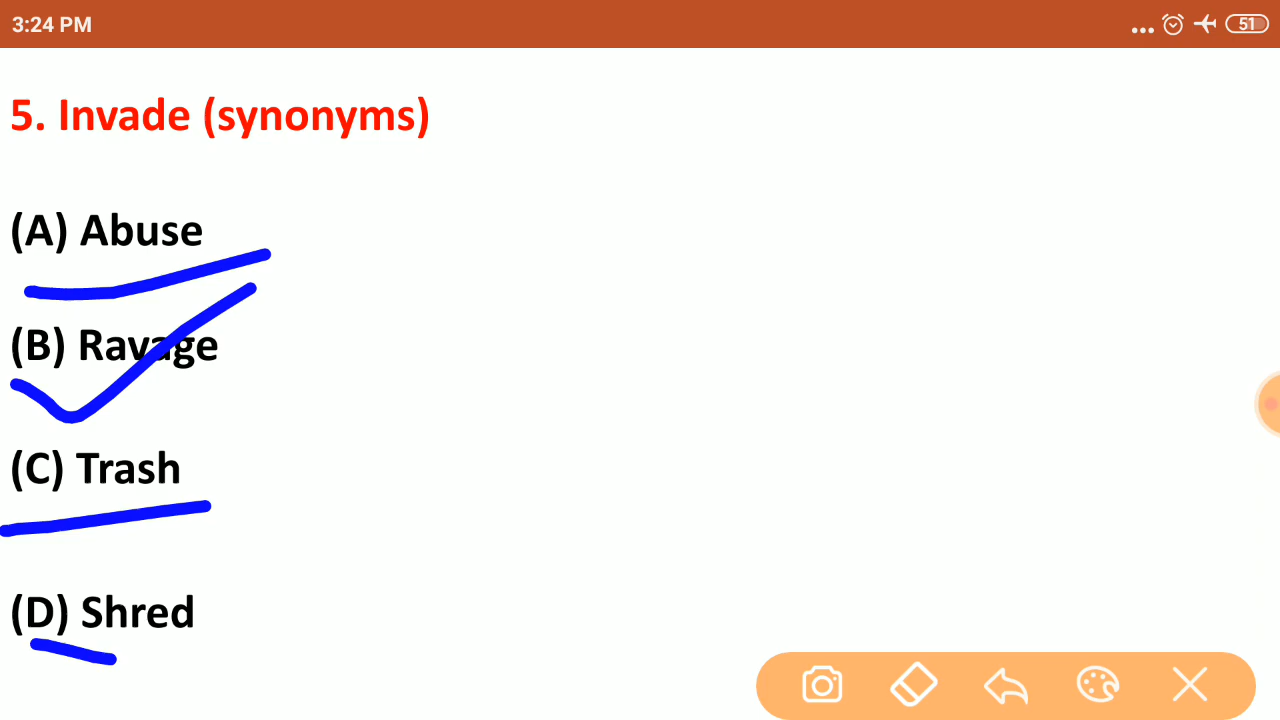 3:24 PM
51
5. Invade (synonyms)
(A) Abuse
(B) Ravage
(C) Trash
(D) Shred